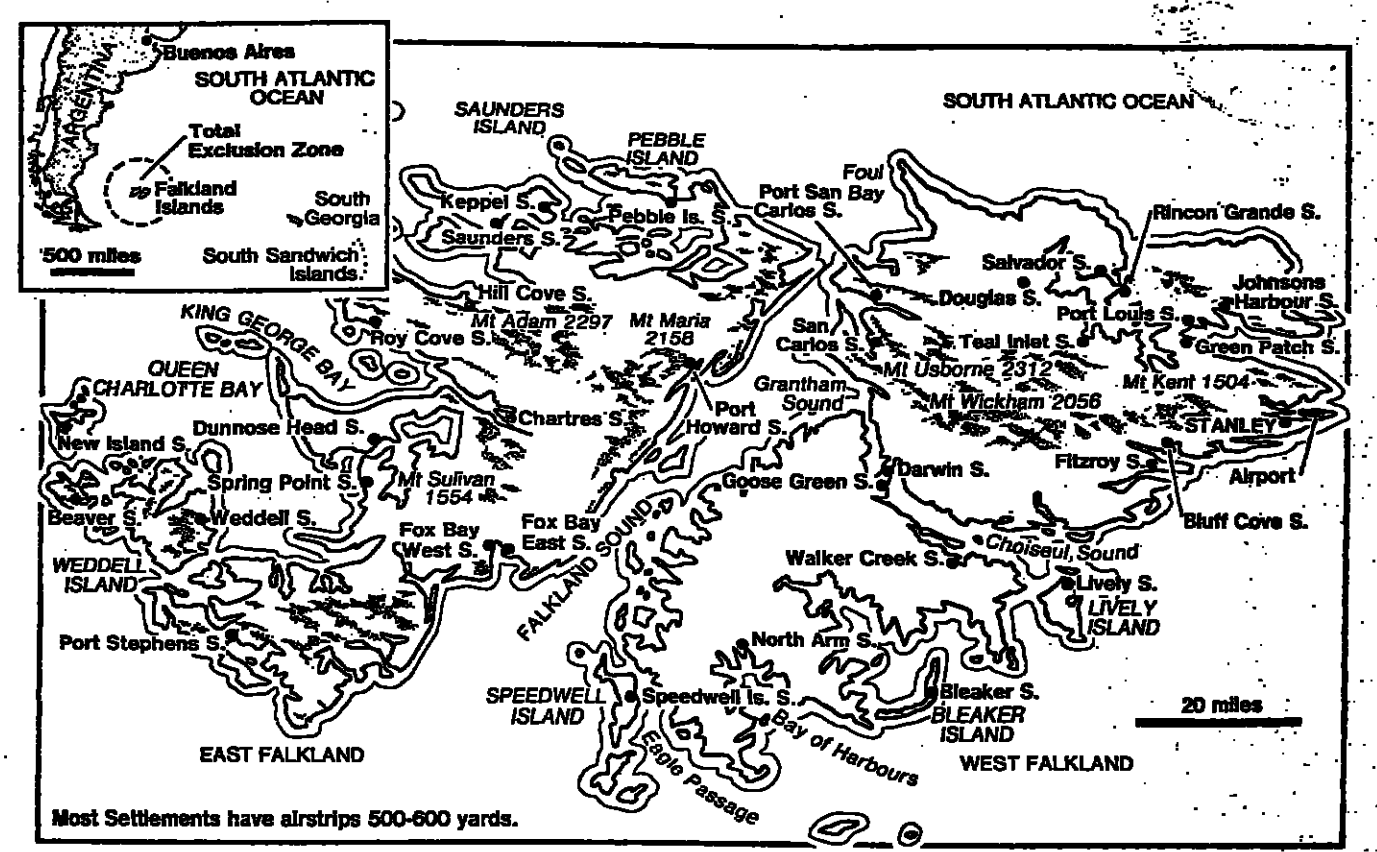 Buenos Aires
SOUTH ATLANTIC
OCEAN
ARGENTINA
Total
Exclusion Zone
Falkland
Islands
South
Georgia
500 miles
South Sandwich
Islands
SAUNDERS
ISLAND
PEBBLE
ISLAND
SOUTH ATLANTIC OCEAN
Foul
Bay
Port San
Carlos S.
Keppel S.
Pebble Is. S.
Saunders S.
Rincon Grande S.
Salvador S.
Johnsons
Harbour S.
Hill Cove S.
Douglas S.
Port Louis S.
KING GEORGE BAY
Mt Adam 2297
Mt Maria
2158
Roy Cove S.
San
Carlos S.
Teal Inlet S.
Green Patch S.
QUEEN
CHARLOTTE BAY
Mt Usborne 2312
Mt Kent 1504
Grantham
Sound
Mt Wickham 2056
Chartres S.
Port
Howard S.
STANLEY
New Island S.
Dunnose Head S.
Spring Point S.
Mt Sulivan
1554
Goose Green S.
Darwin S.
Fitzroy S.
Airport
Beaver S.
Weddell S.
Fox Bay
West S.
Fox Bay
East S.
FALKLAND SOUND
Bluff Cove S.
Choiseul Sound
WEDDELL
ISLAND
Walker Creek S.
Lively S.
LIVELY
ISLAND
Port Stephens S.
North Arm S.
SPEEDWELL
ISLAND
Speedwell Is. S.
Bleaker S.
BLEAKER
ISLAND
20 miles
Bay of Harbours
Eagle Passage
EAST FALKLAND
WEST FALKLAND
Most Settlements have airstrips 500-600 yards.